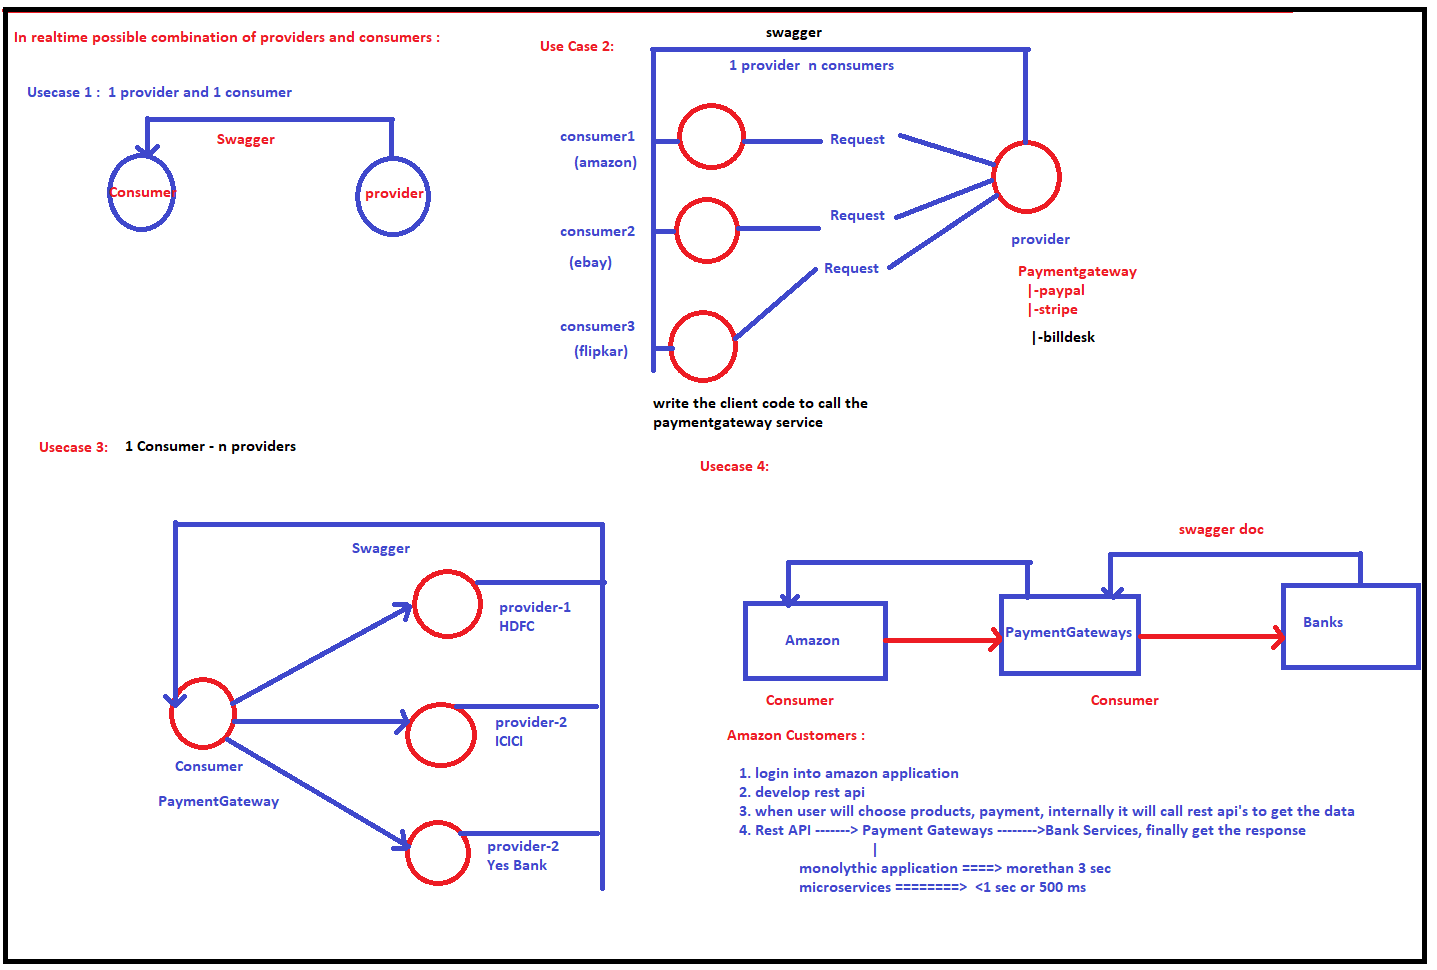 In realtime possible combination of providers and consumers :
Usecase 1 :  1 provider and 1 consumer
Swagger
Consumer
provider
Use Case 2:
swagger
1 provider  n consumers
consumer1
(amazon)
Request
consumer2
(ebay)
Request
consumer3
(flipkar)
Request
provider
Paymentgateway
|-paypal
|-stripe
|-billdesk
write the client code to call the
paymentgateway service
Usecase 3:   1 Consumer - n providers
Swagger
provider-1
HDFC
provider-2
ICICI
Consumer
PaymentGateway
provider-2
Yes Bank
Usecase 4:
swagger doc
Amazon
PaymentGateways
Banks
Consumer
Consumer
Amazon Customers :
1. login into amazon application
2. develop rest api
3. when user will choose products, payment, internally it will call rest api's to get the data
4. Rest API -------> Payment Gateways -------->Bank Services, finally get the response
|
monolythic application ====> morethan 3 sec
microservices ========>  <1 sec or 500 ms